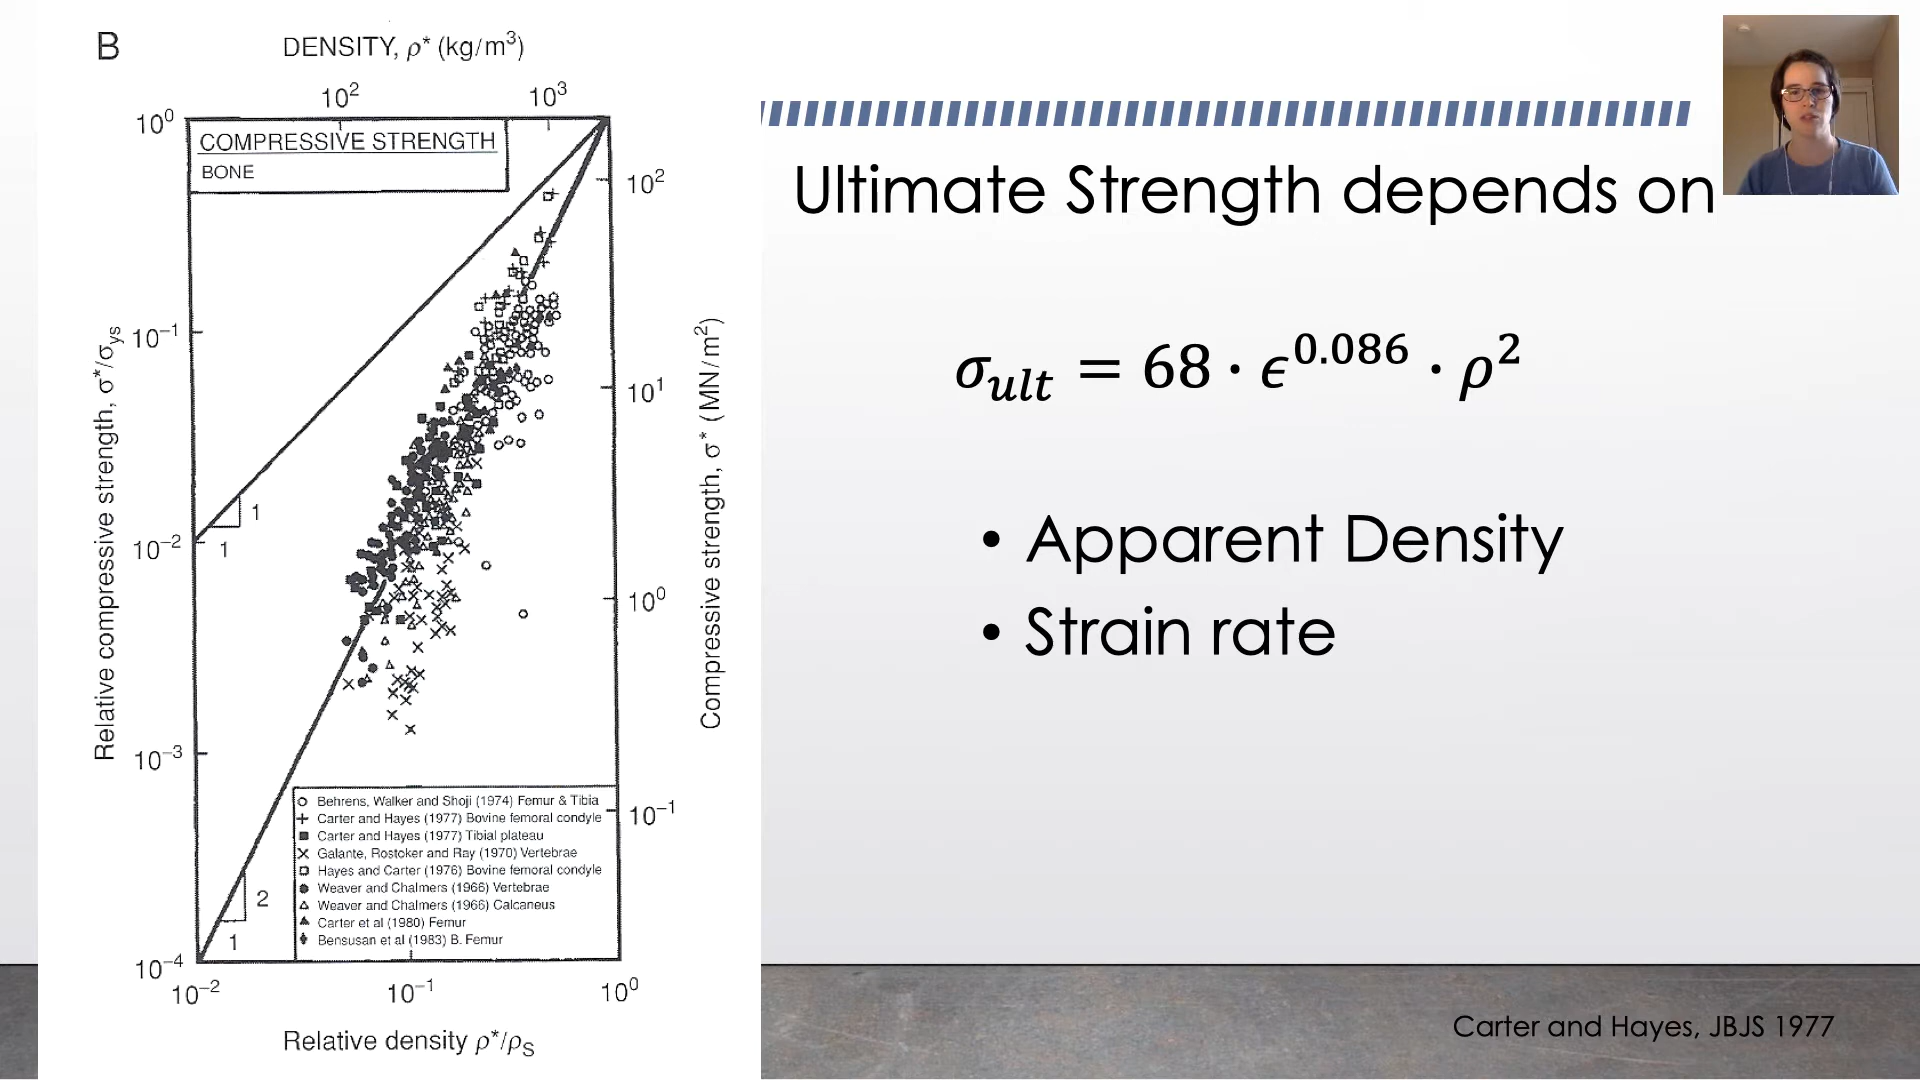 B
DENSITY, ρ* (kg/m³)
10² 10³
10⁰
COMPRESSIVE STRENGTH
BONE
10²
10⁻¹
10¹
Relative compressive strength, σ*/σys
Compressive strength, σ* (MN/m²)
1
1
10⁻²
10⁰
10⁻³
10⁻¹
Behrens, Walker and Shoji (1974) Femur & Tibia
Carter and Hayes (1977) Bovine femoral condyle
Carter and Hayes (1977) Tibial plateau
Galante, Rostoker and Ray (1970) Vertebrae
Hayes and Carter (1976) Bovine femoral condyle
Weaver and Chalmers (1966) Vertebrae
Weaver and Chalmers (1966) Calcaneus
Carter et al (1980) Femur
Bensusan et al (1983) B. Femur
2
1
10⁻⁴
10⁻² 10⁻¹ 10⁰
Relative density ρ*/ρS
Ultimate Strength depends on
σult = 68 · ϵ^0.086 · ρ²
• Apparent Density
• Strain rate
Carter and Hayes, JBJS 1977